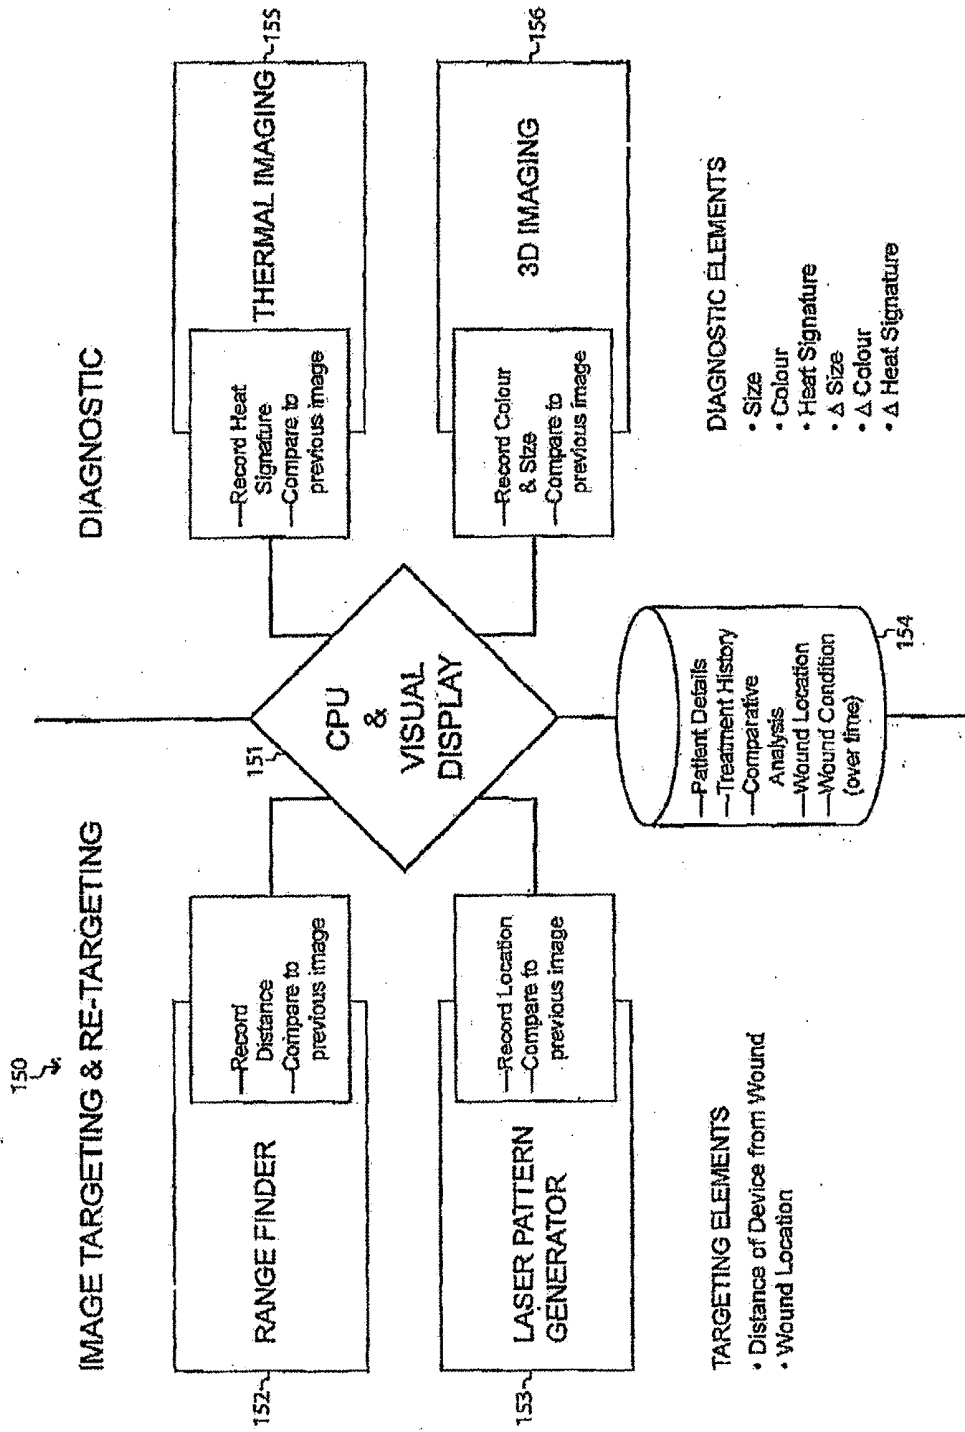 150
IMAGE TARGETING & RE-TARGETING
DIAGNOSTIC
152
RANGE FINDER
—Record
Distance
—Compare to
previous image
151
CPU
&
VISUAL
DISPLAY
—Record Heat
Signature
—Compare to
previous image
THERMAL IMAGING
155
153
LASER PATTERN
GENERATOR
—Record Location
—Compare to
previous image
—Record Colour
& Size
—Compare to
previous image
3D IMAGING
156
—Patient Details
—Treatment History
—Comparative
Analysis
—Wound Location
—Wound Condition
(over time)
154
TARGETING ELEMENTS
• Distance of Device from Wound
• Wound Location
DIAGNOSTIC ELEMENTS
• Size
• Colour
• Heat Signature
• Δ Size
• Δ Colour
• Δ Heat Signature